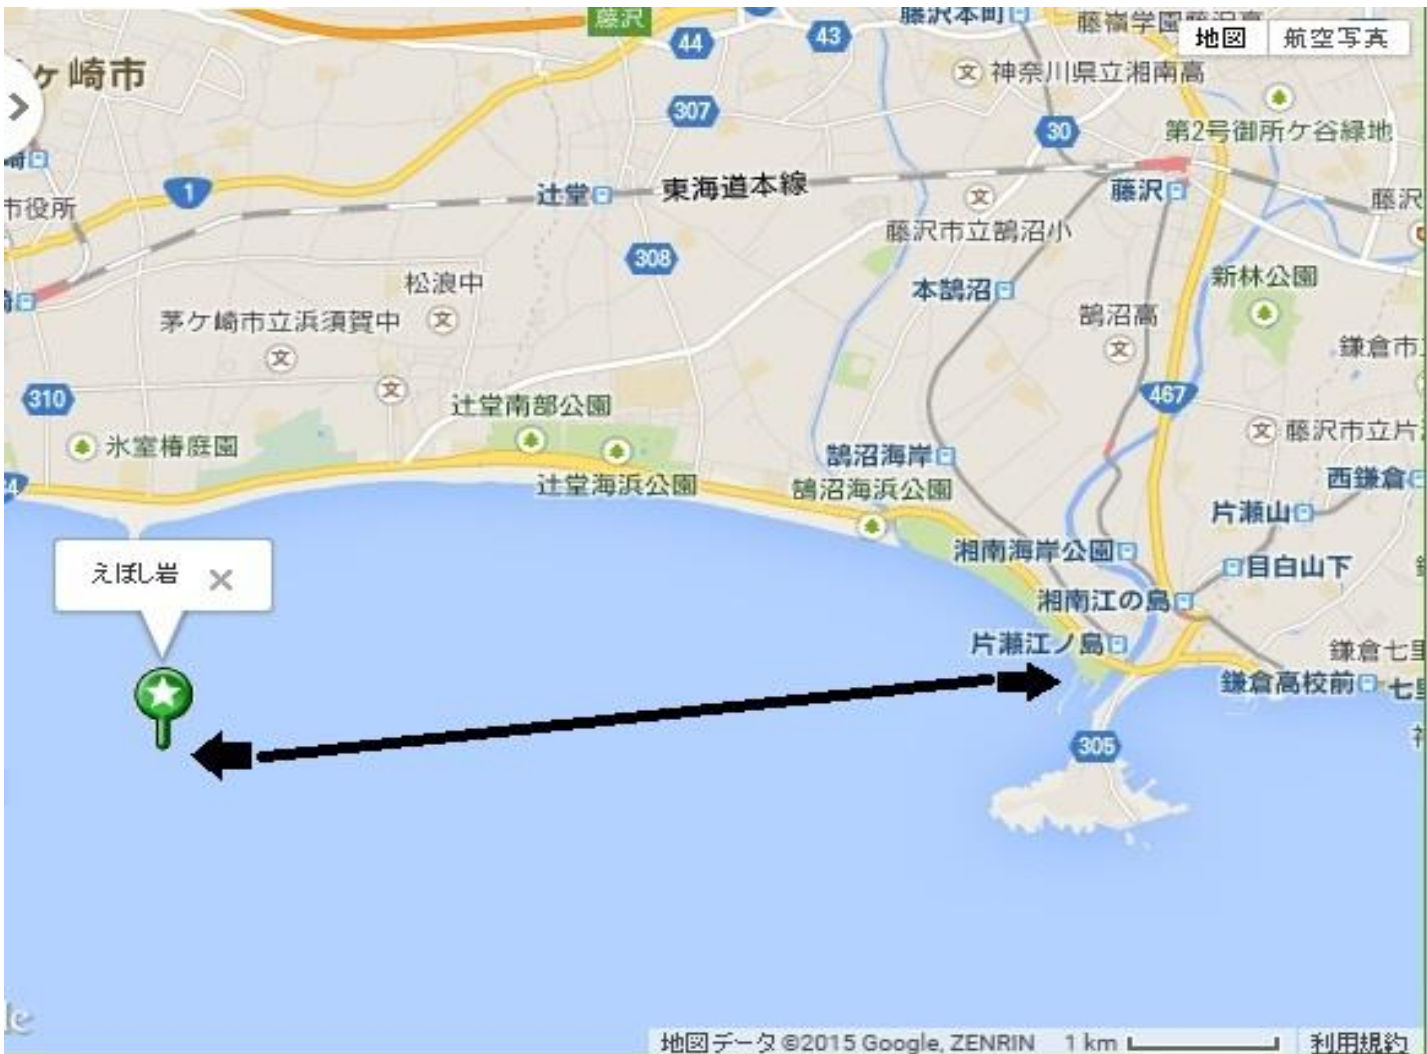 藤沢
44
43
藤沢本町
地図
航空写真
ヶ崎市
神奈川県立湘南高
307
30
第2号御所ケ谷緑地
1
辻堂
東海道本線
藤沢
藤沢
市役所
藤沢市立鵠沼小
308
松浪中
本鵠沼
新林公園
茅ケ崎市立浜須賀中
鵠沼高
鎌倉市
310
467
辻堂南部公園
氷室椿庭園
藤沢市立片
鵠沼海岸
辻堂海浜公園
鵠沼海浜公園
西鎌倉
片瀬山
湘南海岸公園
目白山下
えぼし岩
湘南江の島
片瀬江ノ島
鎌倉七里
鎌倉高校前
七里
305
地図データ ©2015 Google, ZENRIN
1 km
利用規約